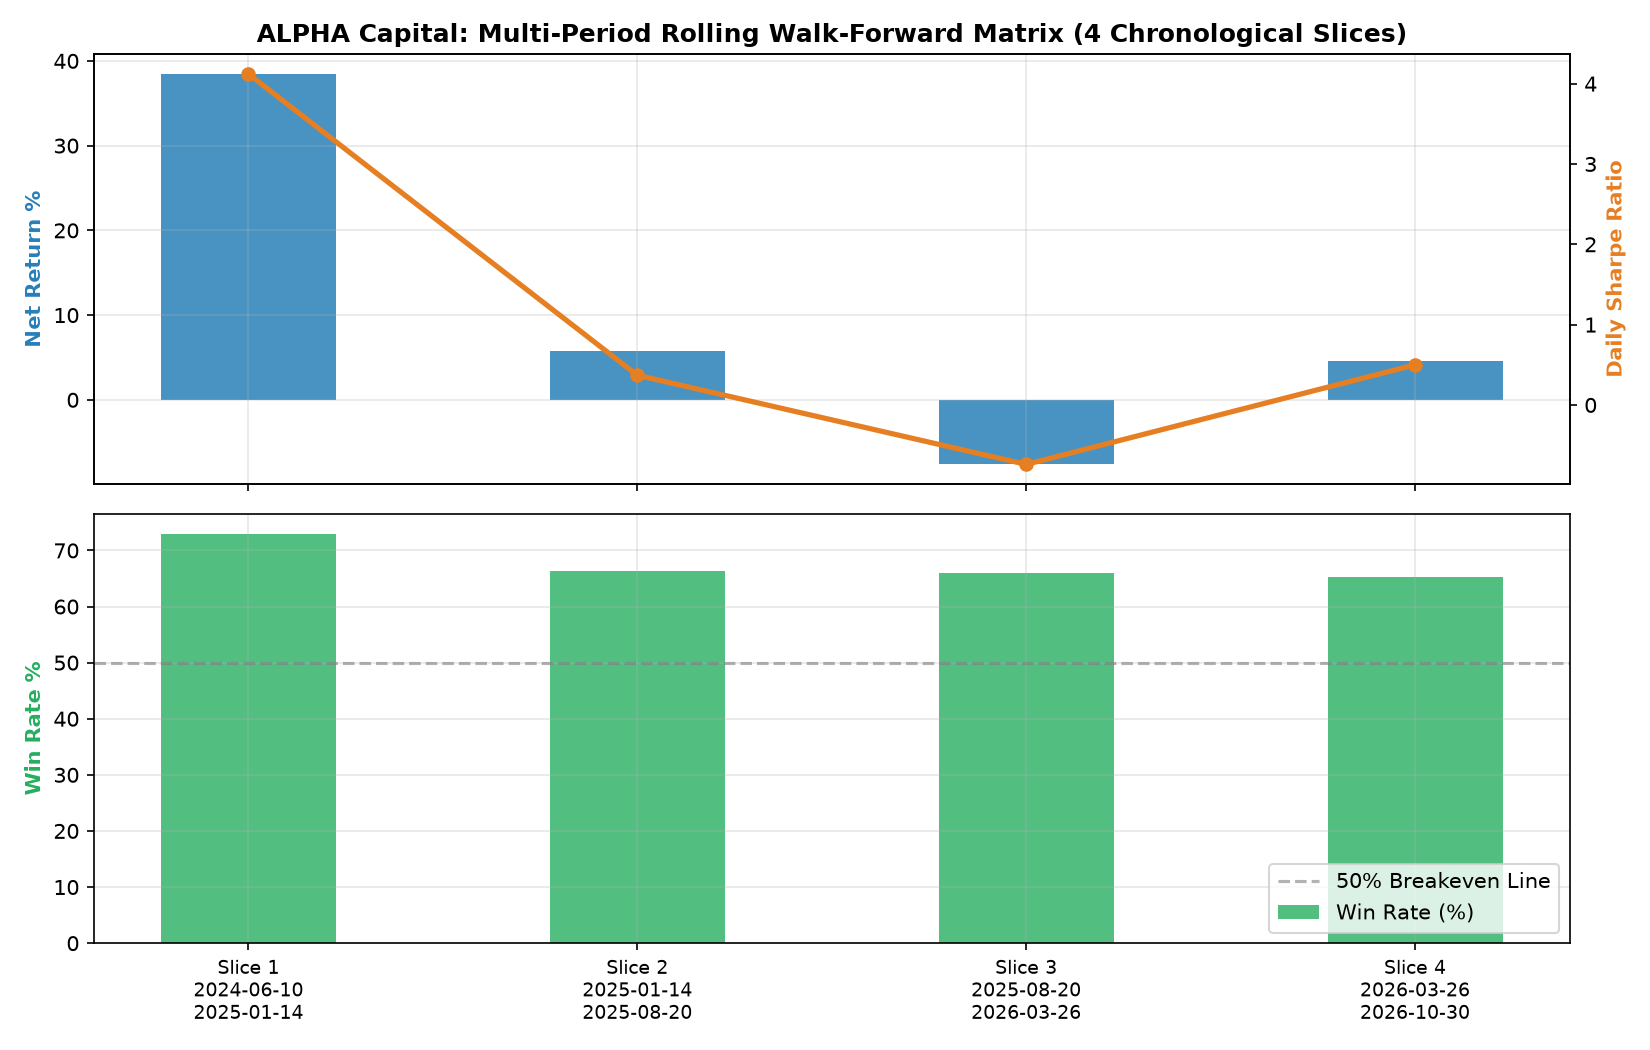 ALPHA Capital: Multi-Period Rolling Walk-Forward Matrix (4 Chronological Slices)
Net Return %
40
30
20
10
0
Daily Sharpe Ratio
4
3
2
1
0
Win Rate %
70
60
50
40
30
20
10
0
50% Breakeven Line
Win Rate (%)
Slice 1
2024-06-10
2025-01-14
Slice 2
2025-01-14
2025-08-20
Slice 3
2025-08-20
2026-03-26
Slice 4
2026-03-26
2026-10-30